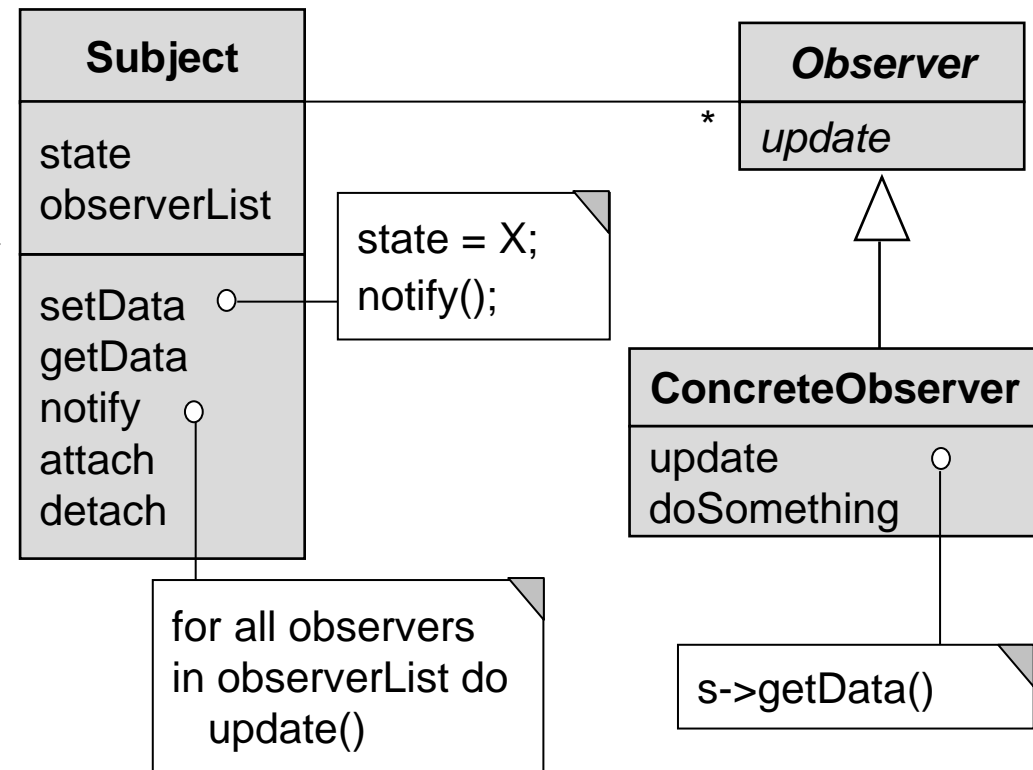 Subject
state
observerList
setData
getData
notify
attach
detach
state = X;
notify();
for all observers
in observerList do
update()
Observer
*
update
ConcreteObserver
update
doSomething
s->getData()